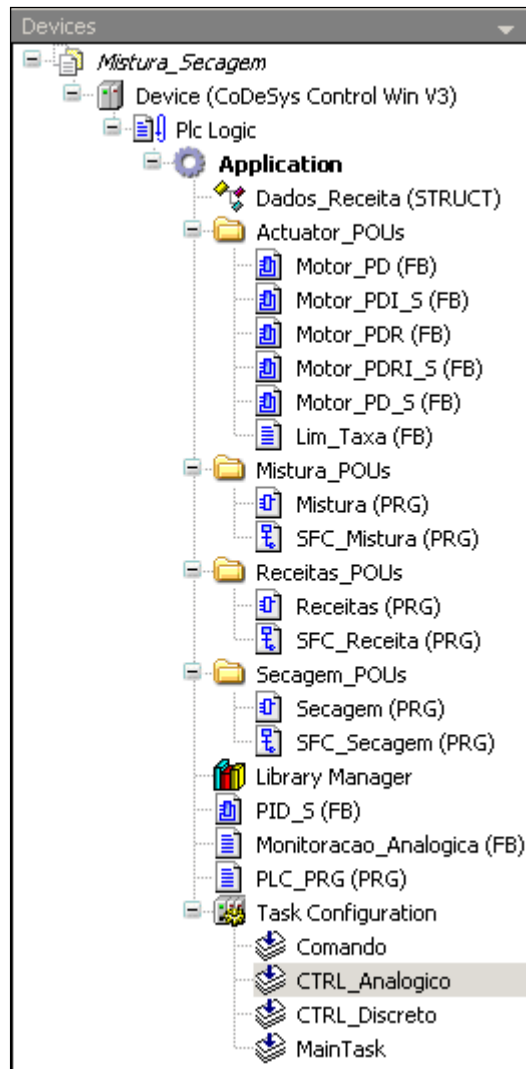 Devices
Mistura_Secagem
Device (CoDeSys Control Win V3)
Plc Logic
Application
Dados_Receita (STRUCT)
Actuator_POUs
Motor_PD (FB)
Motor_PDI_S (FB)
Motor_PDR (FB)
Motor_PDRI_S (FB)
Motor_PD_S (FB)
Lim_Taxa (FB)
Mistura_POUs
Mistura (PRG)
SFC_Mistura (PRG)
Receitas_POUs
Receitas (PRG)
SFC_Receita (PRG)
Secagem_POUs
Secagem (PRG)
SFC_Secagem (PRG)
Library Manager
PID_S (FB)
Monitoracao_Analogica (FB)
PLC_PRG (PRG)
Task Configuration
Comando
CTRL_Analogico
CTRL_Discreto
MainTask